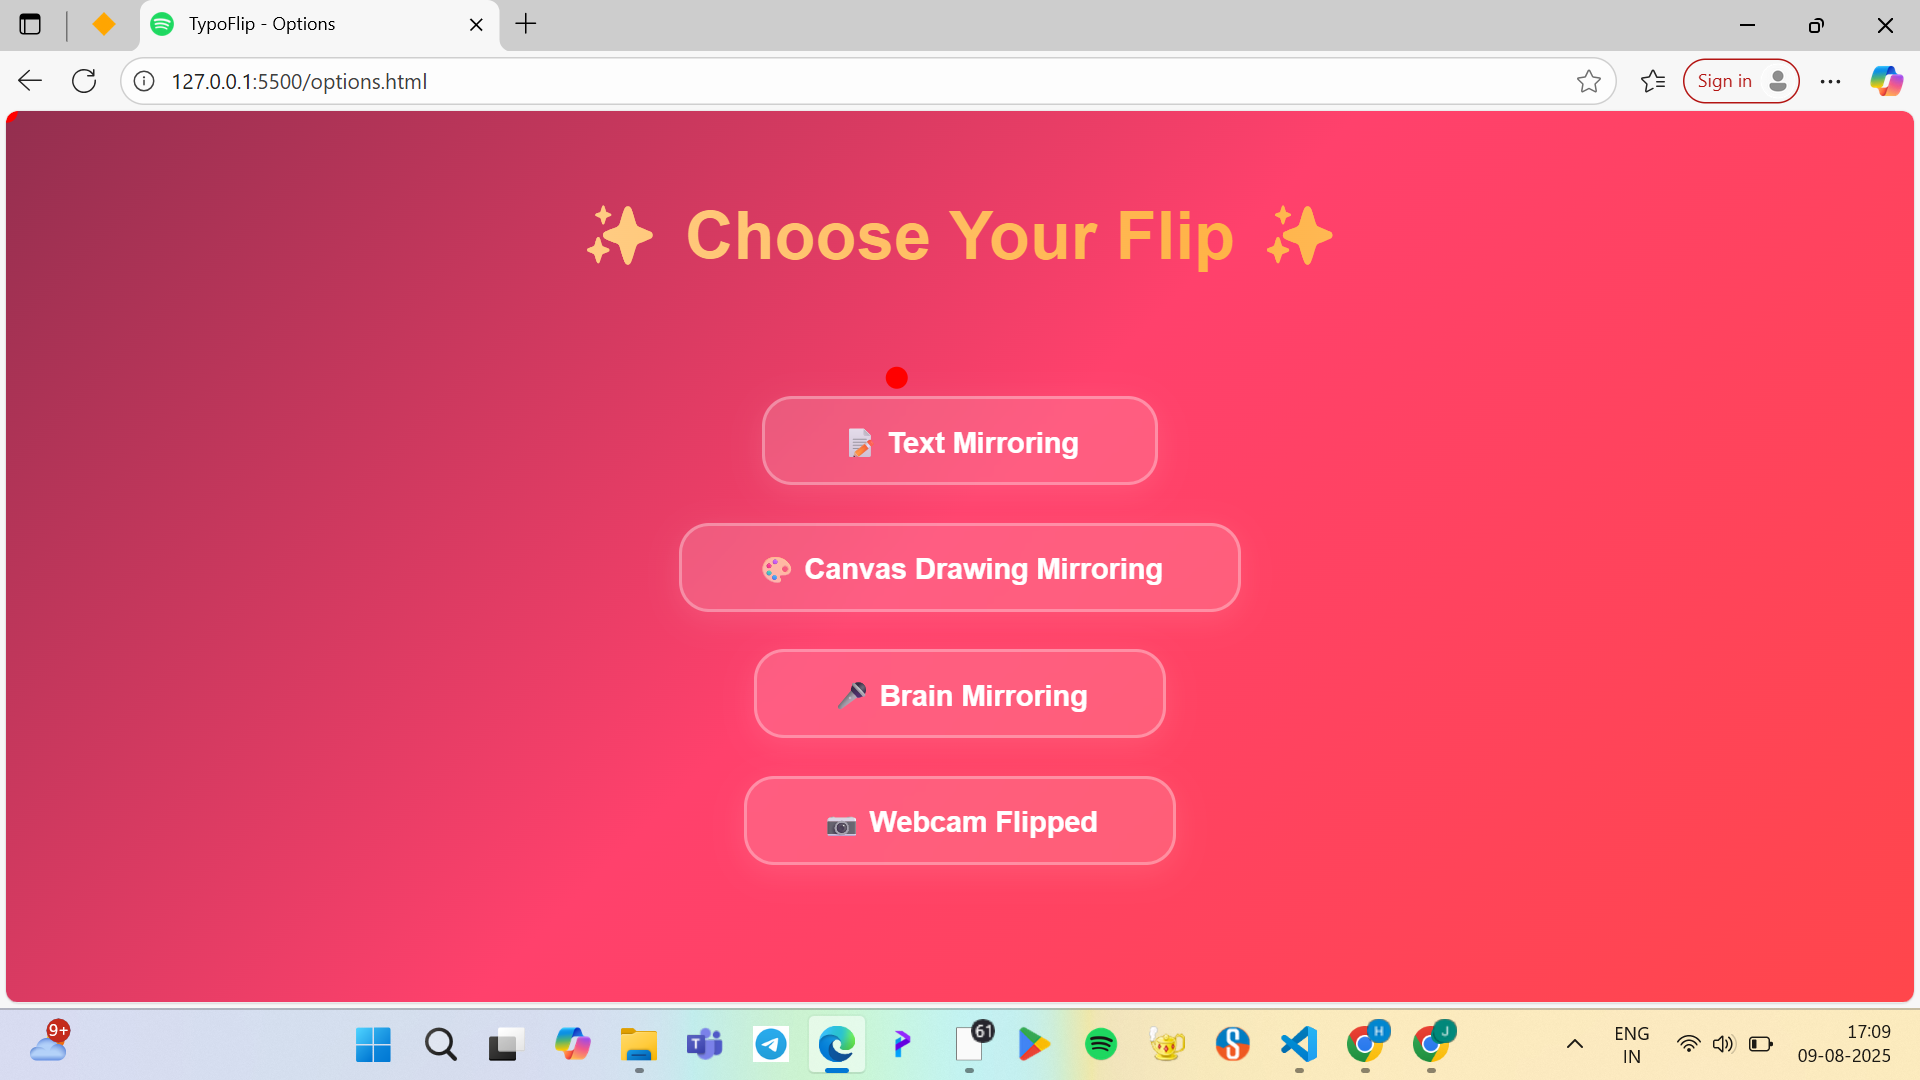 TypoFlip - Options
127.0.0.1:5500/options.html
Sign in
✨ Choose Your Flip ✨
📝 Text Mirroring
🎨 Canvas Drawing Mirroring
🎤 Brain Mirroring
📷 Webcam Flipped
9+
T
61
H
J
ENG
IN
17:09
09-08-2025